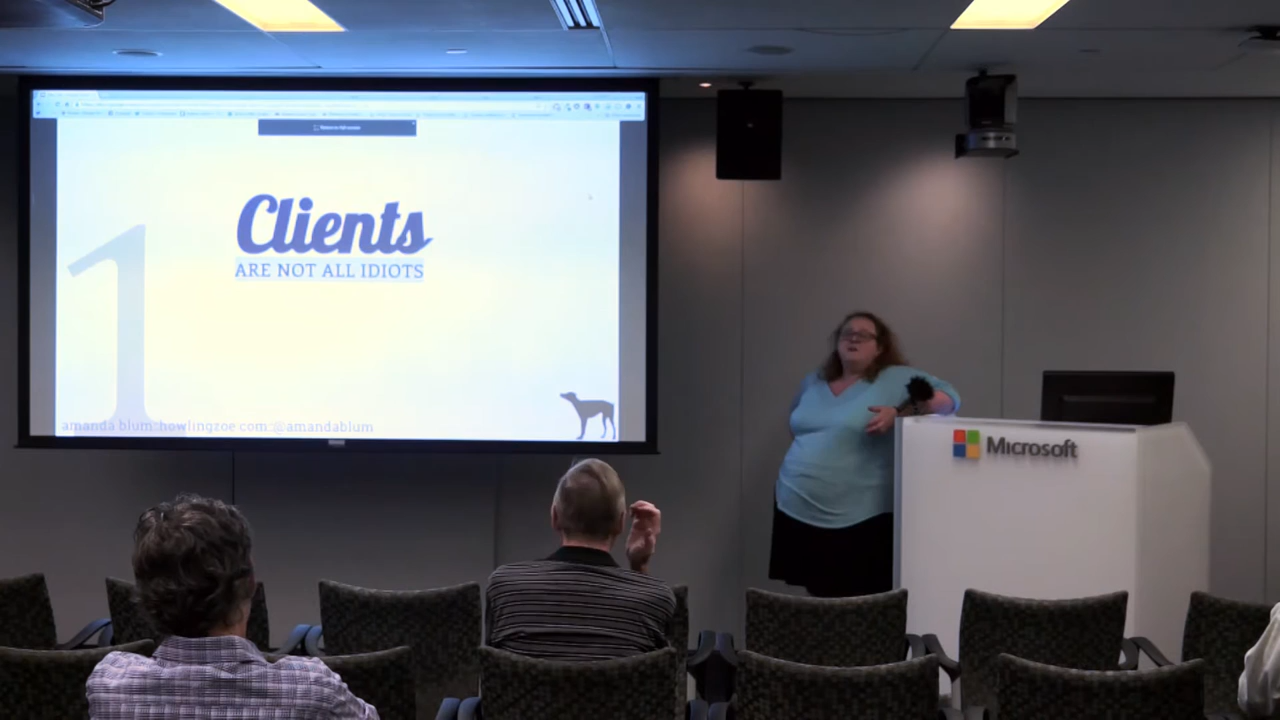 Clients
ARE NOT ALL IDIOTS
1
amanda blum::howlingzoe.com::@amandablum
Microsoft